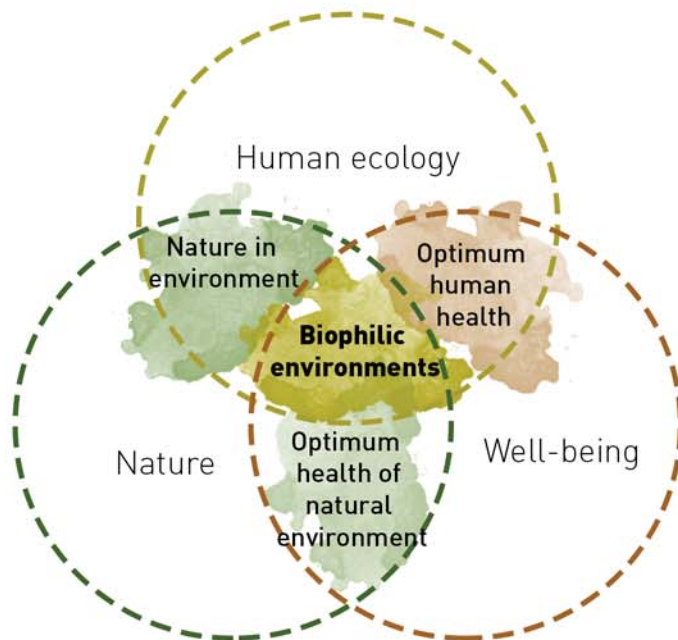 Human ecology
Nature in
environment
Optimum
human
health
Biophilic
environments
Nature
Well-being
Optimum
health of
natural
environment